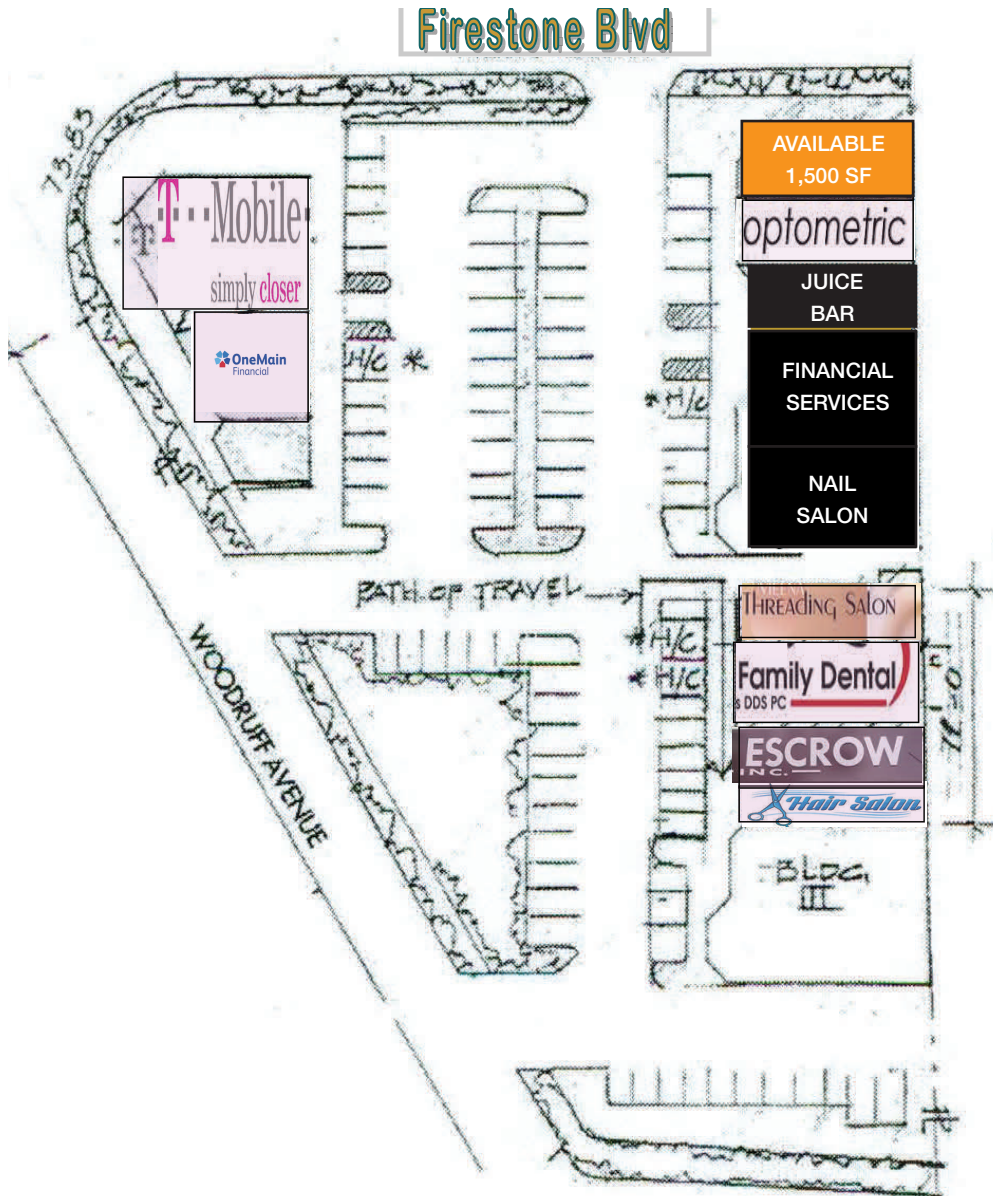 Firestone Blvd
73.83
AVAILABLE
1,500 SF
T
T Mobile
simply closer
optometric
JUICE
BAR
OneMain
Financial
H/C *
FINANCIAL
SERVICES
* H/C
NAIL
SALON
PATH OF TRAVEL
THREADING SALON
* H/C
* H/C
Family Dental
s DDS PC
WOODRUFF AVENUE
ESCROW
INC.
Hair Salon
BLDG
III